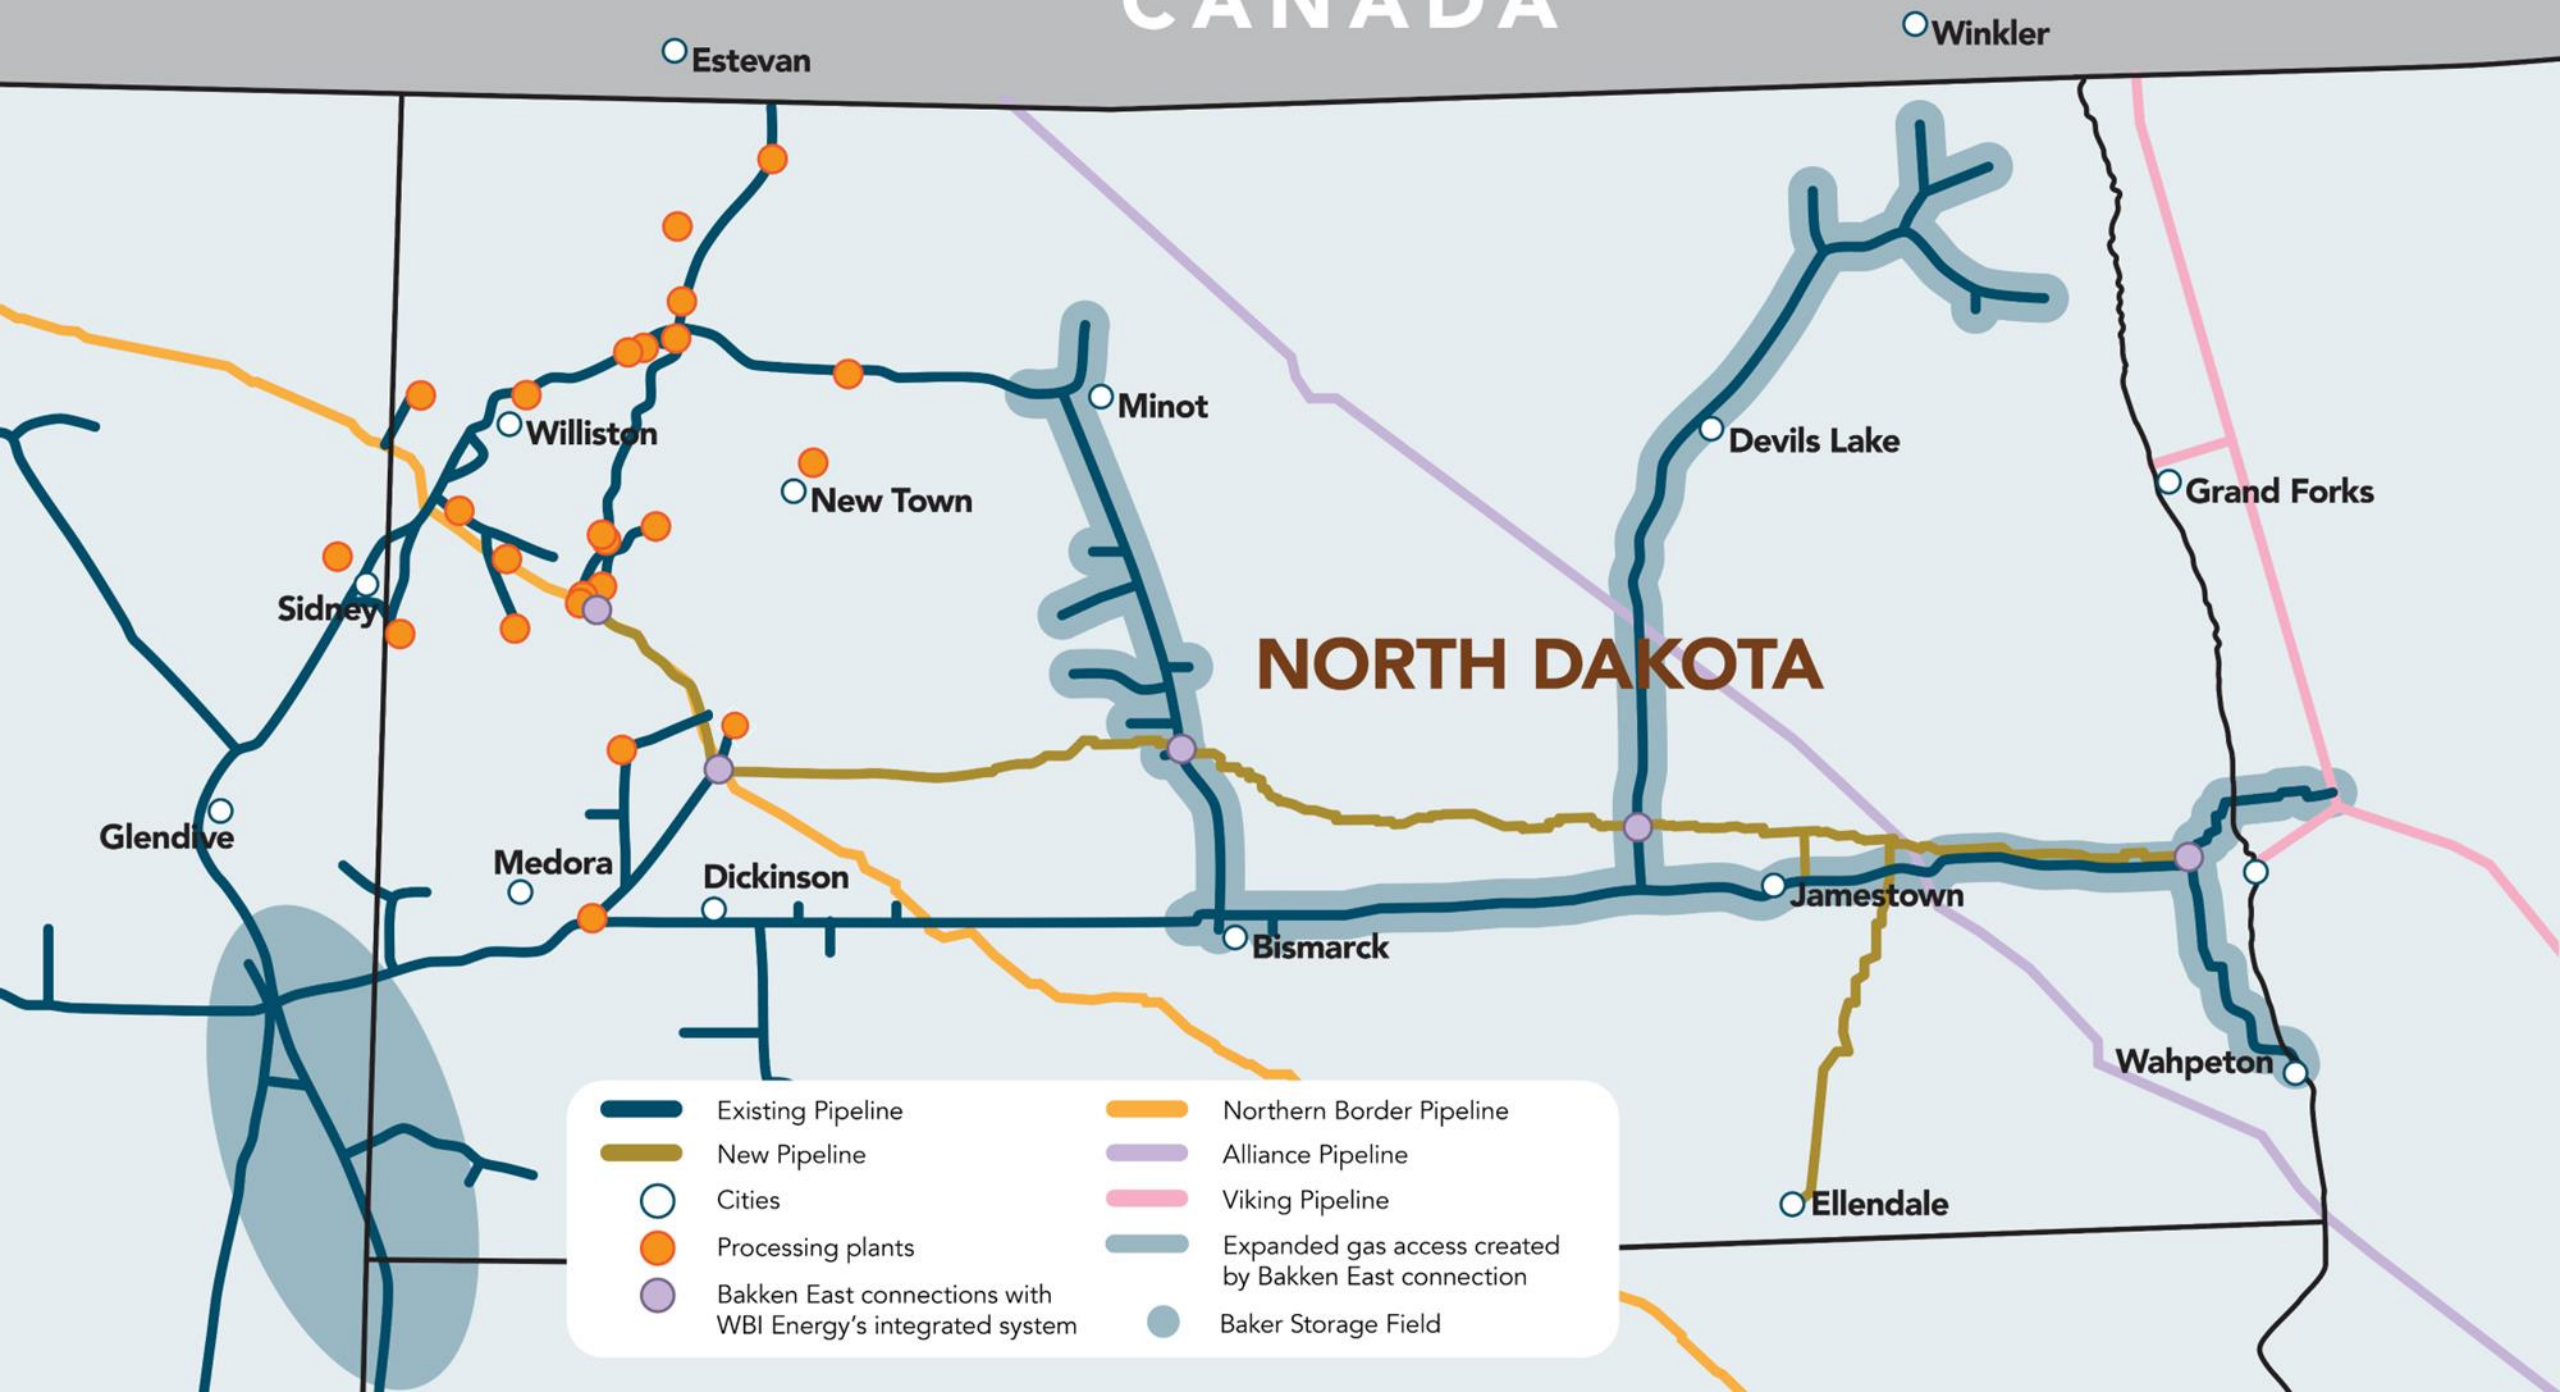 CANADA
Winkler
Estevan
Minot
Williston
Devils Lake
New Town
Grand Forks
Sidney
NORTH DAKOTA
Glendive
Medora
Dickinson
Jamestown
Bismarck
Wahpeton
Ellendale
Existing Pipeline
New Pipeline
Cities
Processing plants
Bakken East connections with
WBI Energy’s integrated system
Northern Border Pipeline
Alliance Pipeline
Viking Pipeline
Expanded gas access created
by Bakken East connection
Baker Storage Field